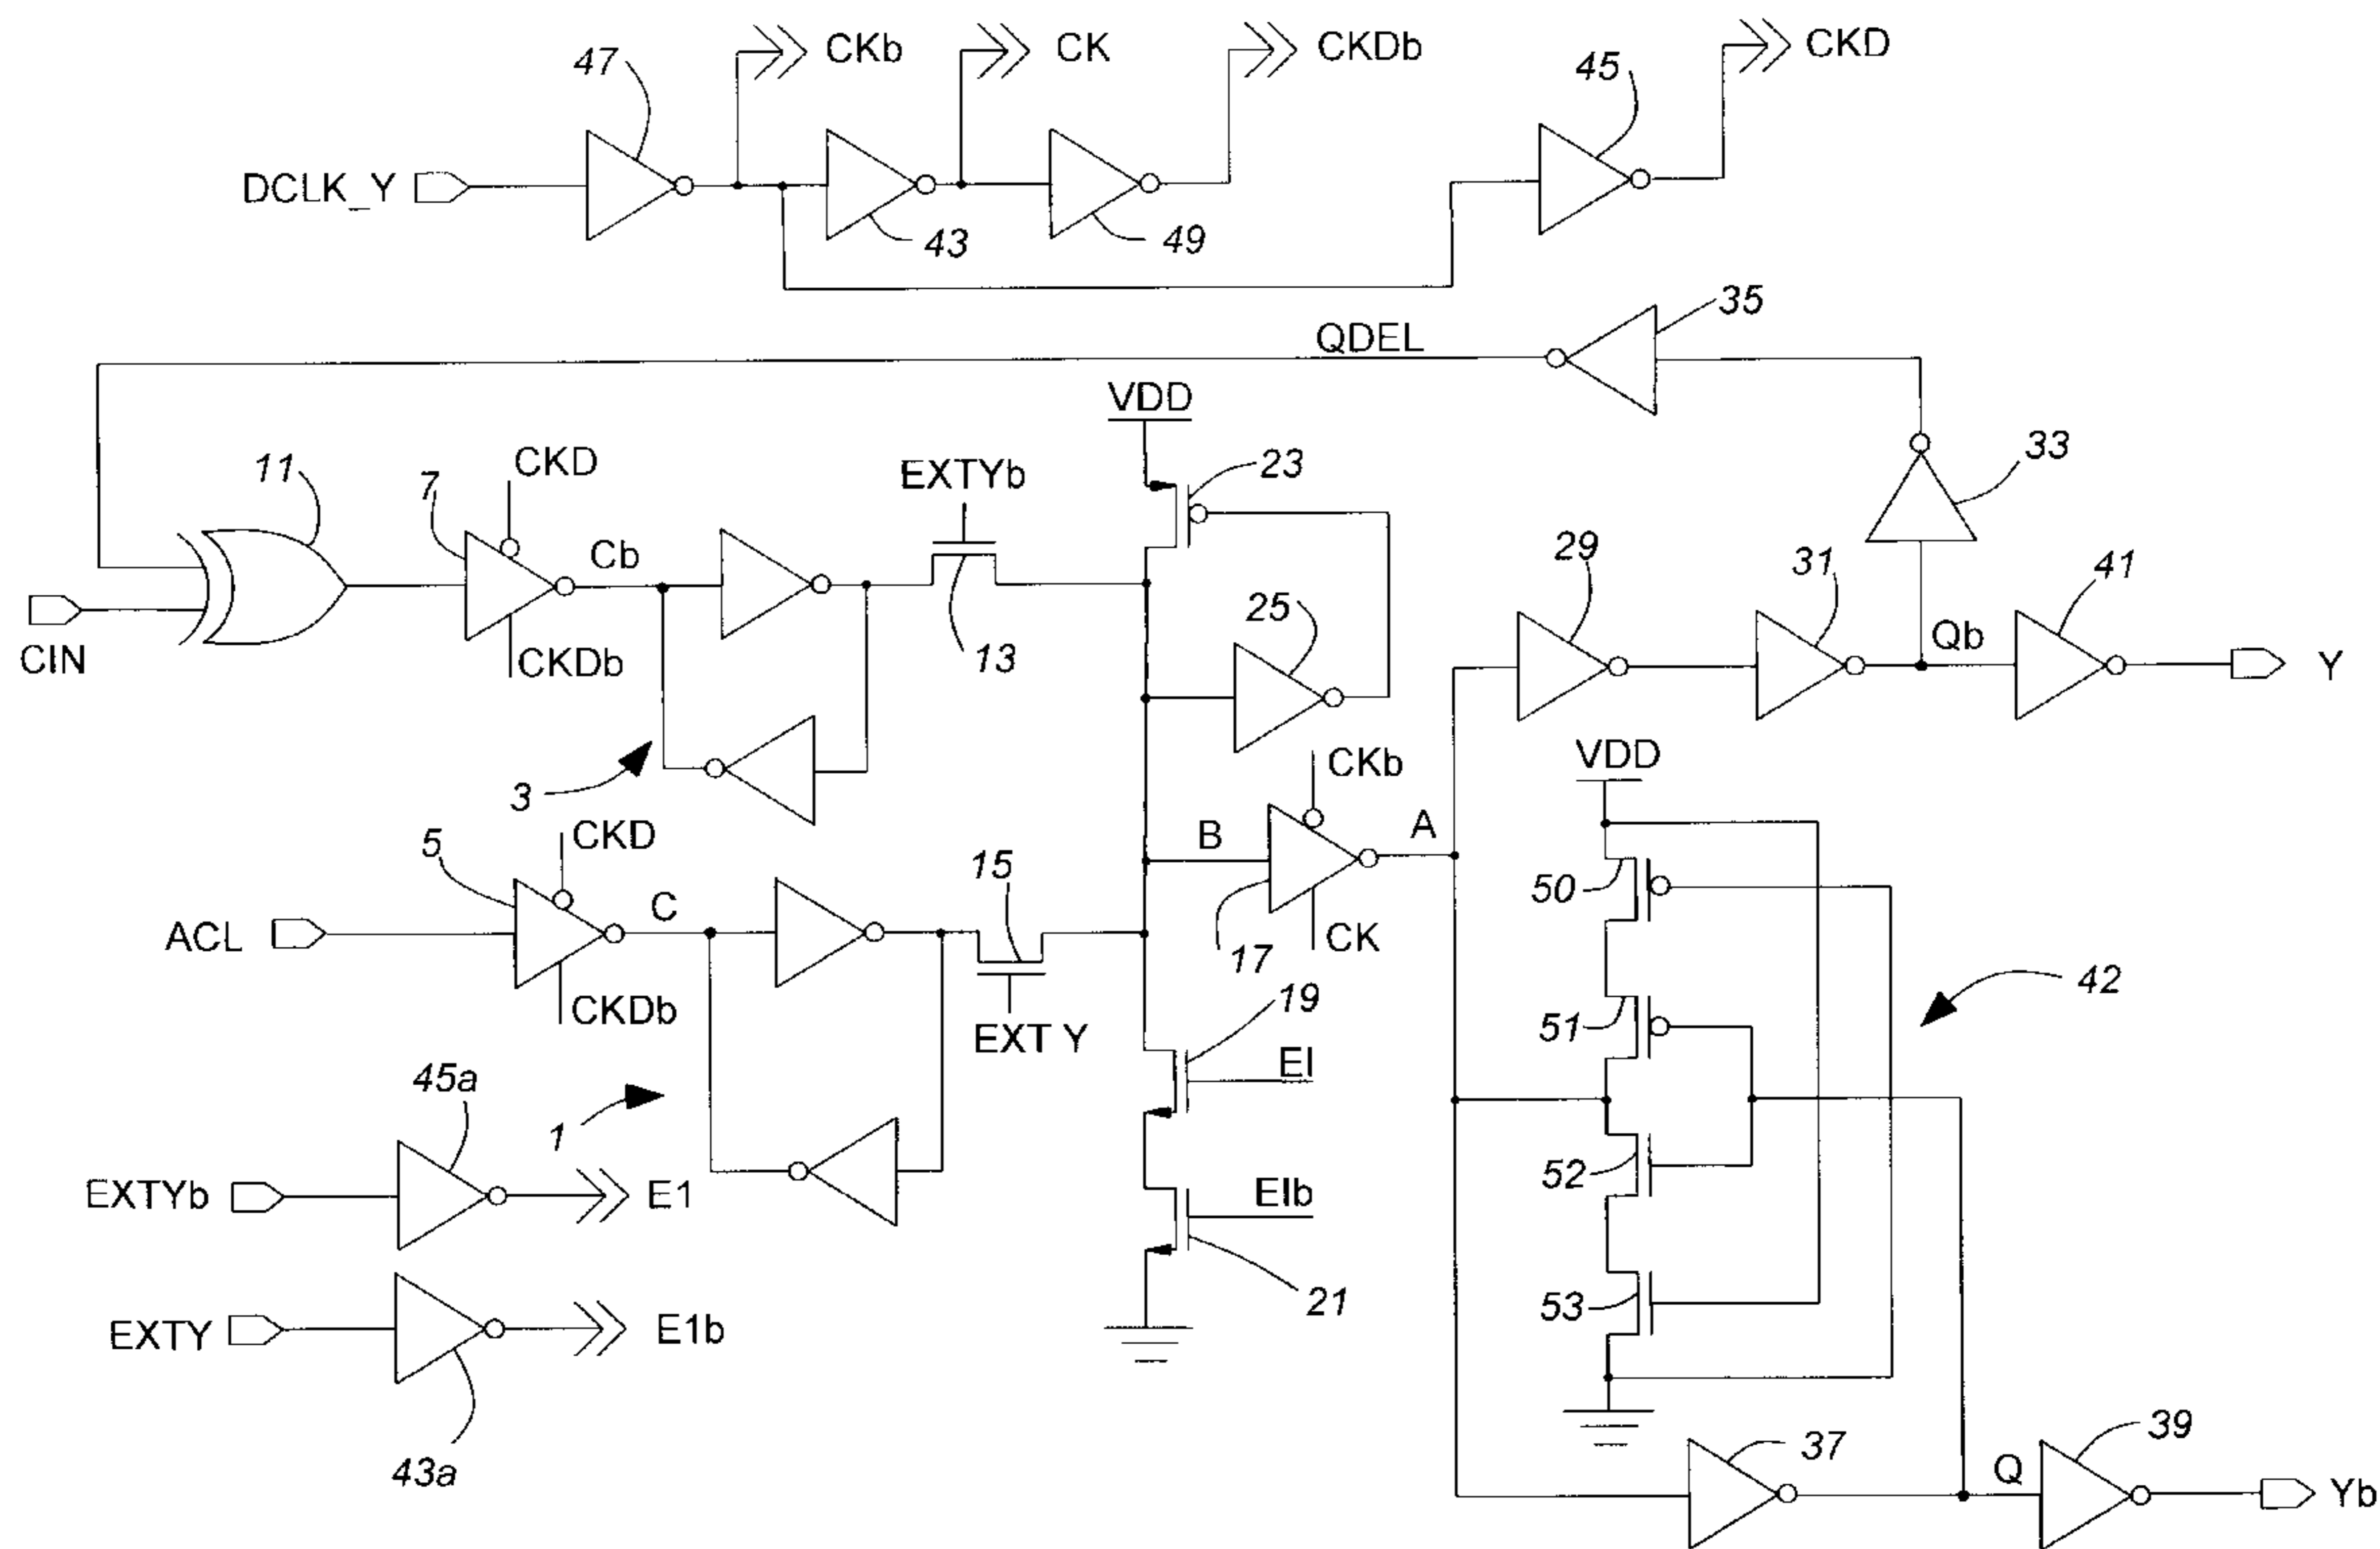 47
CKb
CK
CKDb
45
CKD
DCLK_Y
43
49
35
QDEL
VDD
11
7
CKD
EXTYb
23
33
Cb
25
29
31
41
CIN
CKDb
13
Qb
Y
3
CKb
VDD
5
CKD
B
A
50
ACL
C
15
17
CK
42
CKDb
EXT Y
19
51
45a
1
EI
EXTYb
E1
EIb
52
EXTY
E1b
21
53
43a
37
39
Q
Yb